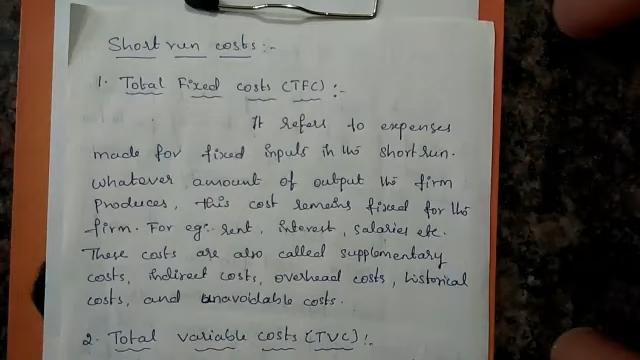 Short run costs :-
1. Total Fixed costs (TFC) :-
It refers to expenses
made for fixed inputs in the short run.
Whatever amount of output the firm
produces, this cost remains fixed for the
firm. For eg:- rent, interest, salaries etc.
These costs are also called supplementary
costs, indirect costs, overhead costs, historical
costs, and unavoidable costs.
2. Total variable costs (TVC) :-